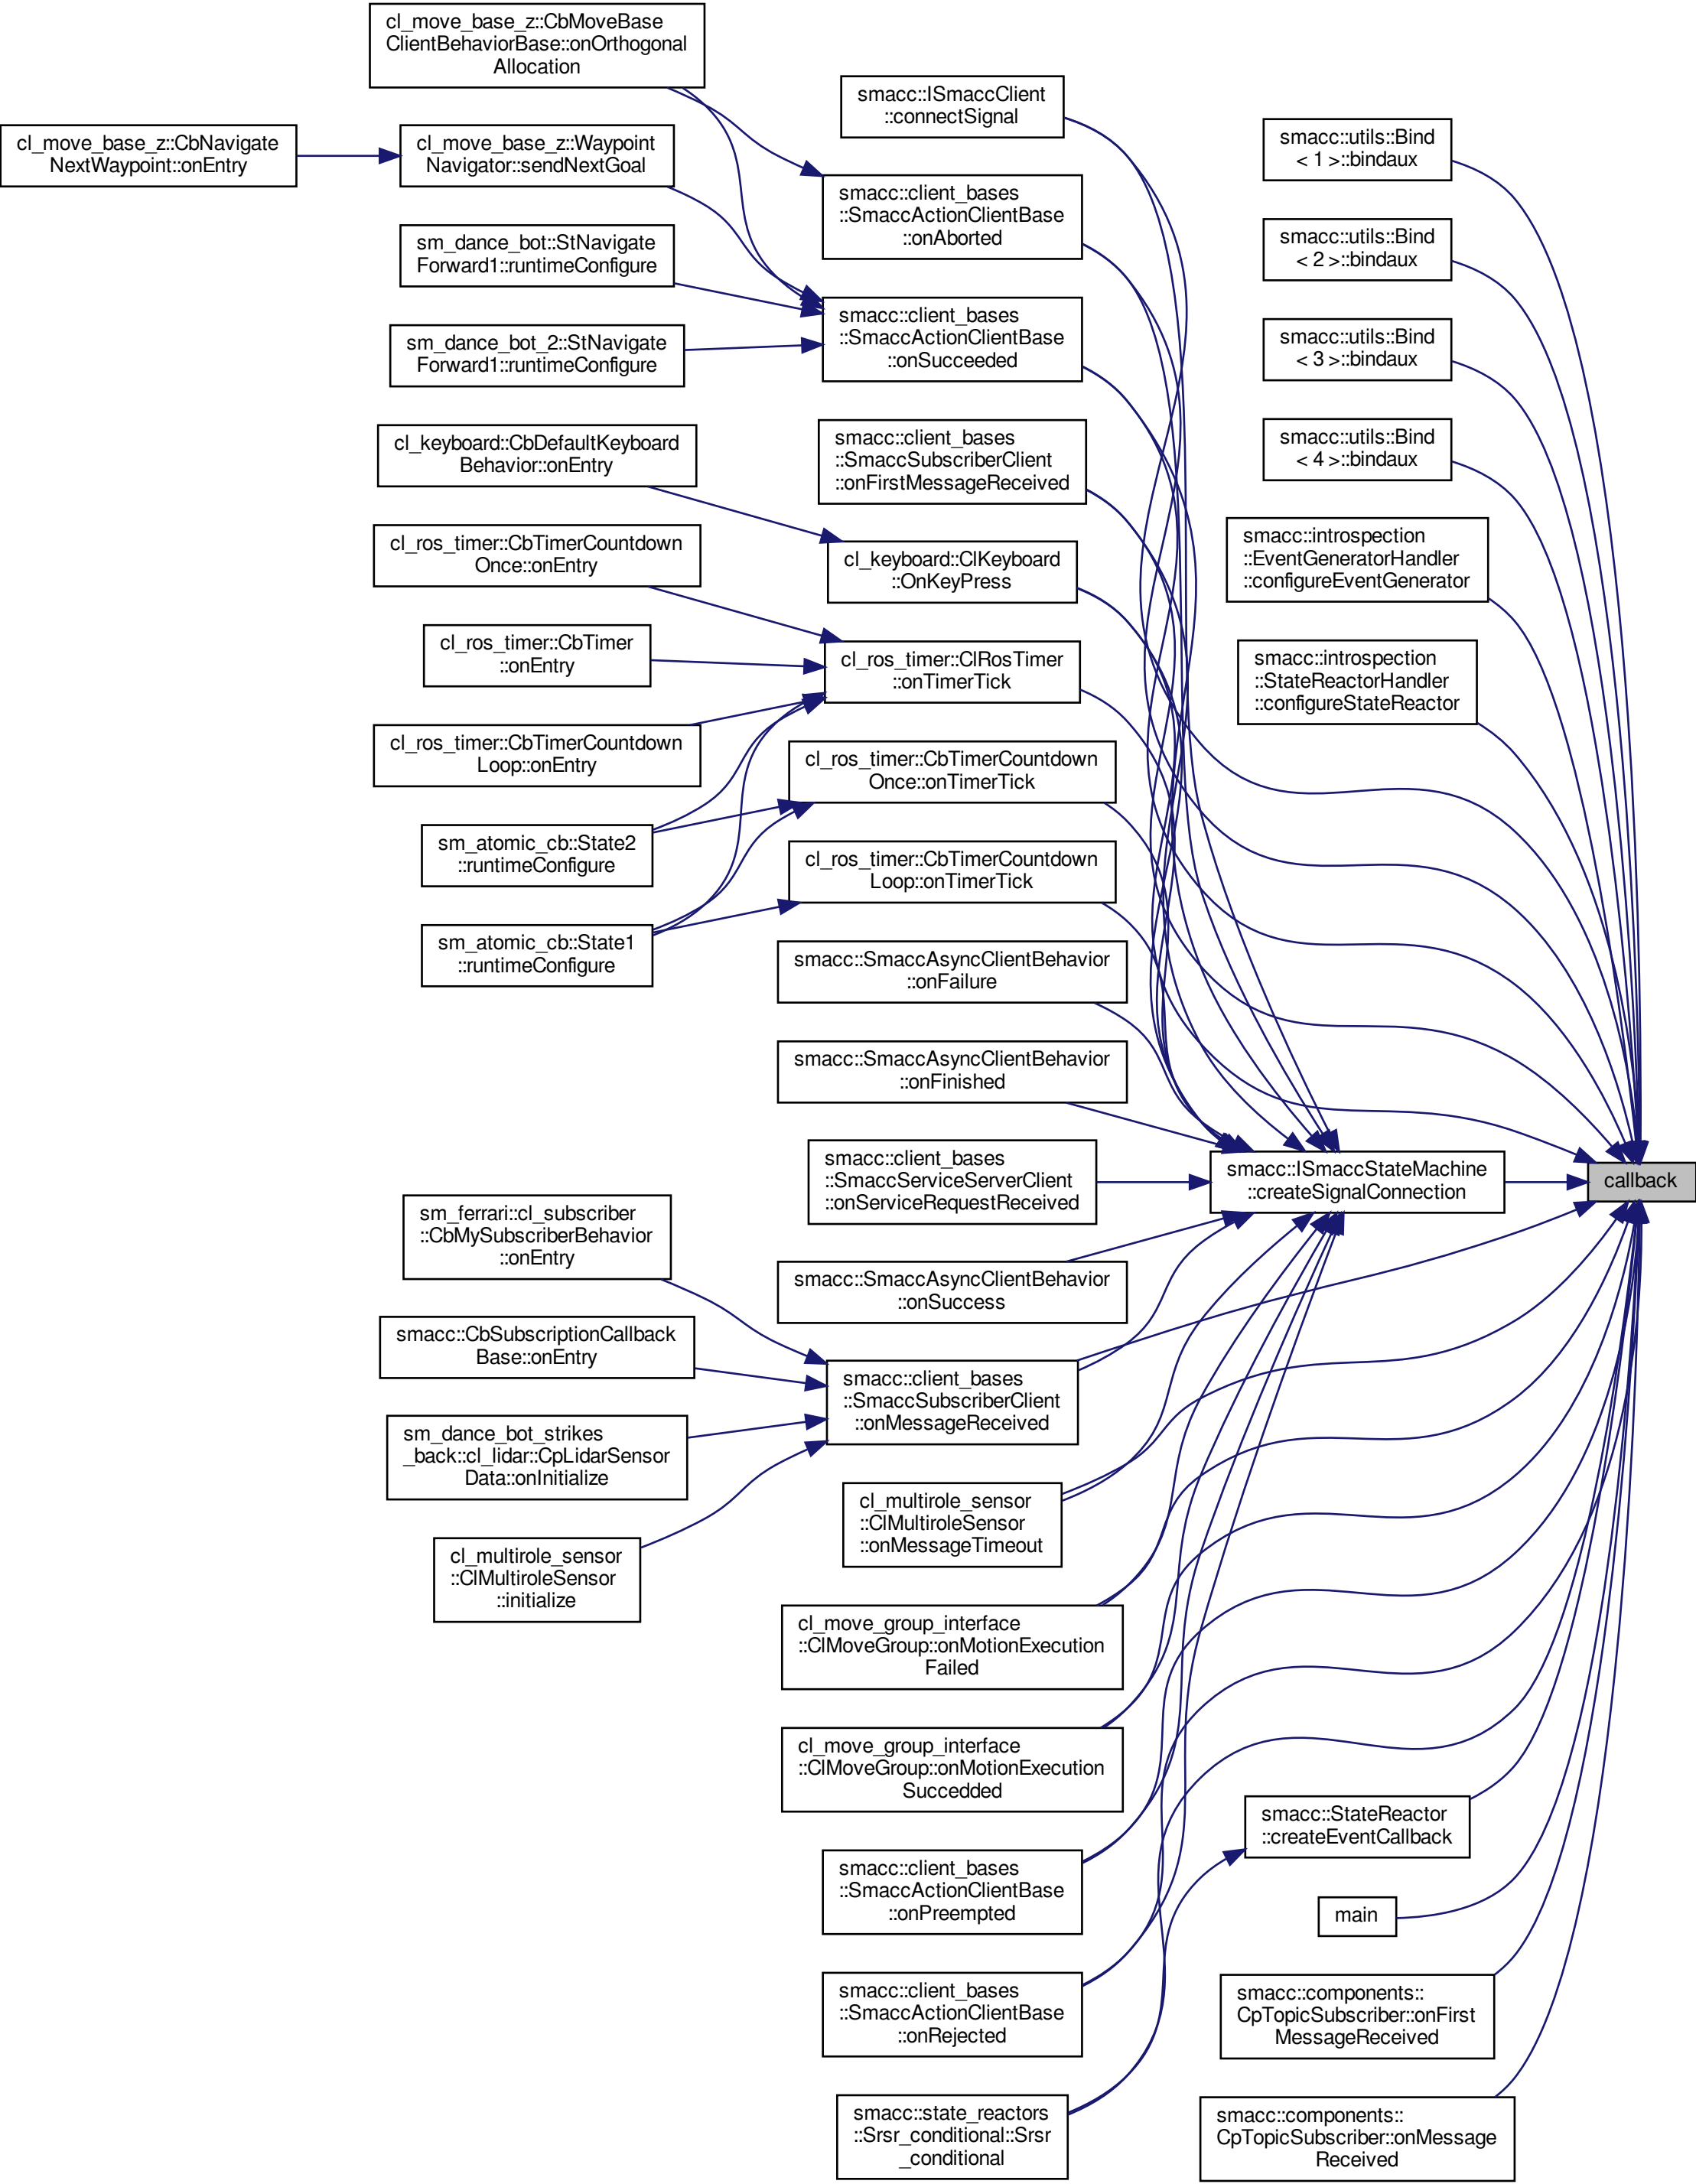 cl_move_base_z::CbMoveBase
ClientBehaviorBase::onOrthogonal
Allocation
cl_move_base_z::CbNavigate
NextWaypoint::onEntry
cl_move_base_z::Waypoint
Navigator::sendNextGoal
sm_dance_bot::StNavigate
Forward1::runtimeConfigure
sm_dance_bot_2::StNavigate
Forward1::runtimeConfigure
cl_keyboard::CbDefaultKeyboard
Behavior::onEntry
cl_ros_timer::CbTimerCountdown
Once::onEntry
cl_ros_timer::CbTimer
::onEntry
cl_ros_timer::CbTimerCountdown
Loop::onEntry
sm_atomic_cb::State2
::runtimeConfigure
sm_atomic_cb::State1
::runtimeConfigure
sm_ferrari::cl_subscriber
::CbMySubscriberBehavior
::onEntry
smacc::CbSubscriptionCallback
Base::onEntry
sm_dance_bot_strikes
_back::cl_lidar::CpLidarSensor
Data::onInitialize
cl_multirole_sensor
::ClMultiroleSensor
::initialize
smacc::ISmaccClient
::connectSignal
smacc::client_bases
::SmaccActionClientBase
::onAborted
smacc::client_bases
::SmaccActionClientBase
::onSucceeded
smacc::client_bases
::SmaccSubscriberClient
::onFirstMessageReceived
cl_keyboard::ClKeyboard
::OnKeyPress
cl_ros_timer::ClRosTimer
::onTimerTick
cl_ros_timer::CbTimerCountdown
Once::onTimerTick
cl_ros_timer::CbTimerCountdown
Loop::onTimerTick
smacc::SmaccAsyncClientBehavior
::onFailure
smacc::SmaccAsyncClientBehavior
::onFinished
smacc::client_bases
::SmaccServiceServerClient
::onServiceRequestReceived
smacc::SmaccAsyncClientBehavior
::onSuccess
smacc::client_bases
::SmaccSubscriberClient
::onMessageReceived
cl_multirole_sensor
::ClMultiroleSensor
::onMessageTimeout
cl_move_group_interface
::ClMoveGroup::onMotionExecution
Failed
cl_move_group_interface
::ClMoveGroup::onMotionExecution
Succedded
smacc::client_bases
::SmaccActionClientBase
::onPreempted
smacc::client_bases
::SmaccActionClientBase
::onRejected
smacc::state_reactors
::Srsr_conditional::Srsr
_conditional
smacc::utils::Bind
< 1 >::bindaux
smacc::utils::Bind
< 2 >::bindaux
smacc::utils::Bind
< 3 >::bindaux
smacc::utils::Bind
< 4 >::bindaux
smacc::introspection
::EventGeneratorHandler
::configureEventGenerator
smacc::introspection
::StateReactorHandler
::configureStateReactor
smacc::ISmaccStateMachine
::createSignalConnection
smacc::StateReactor
::createEventCallback
main
smacc::components::
CpTopicSubscriber::onFirst
MessageReceived
smacc::components::
CpTopicSubscriber::onMessage
Received
callback